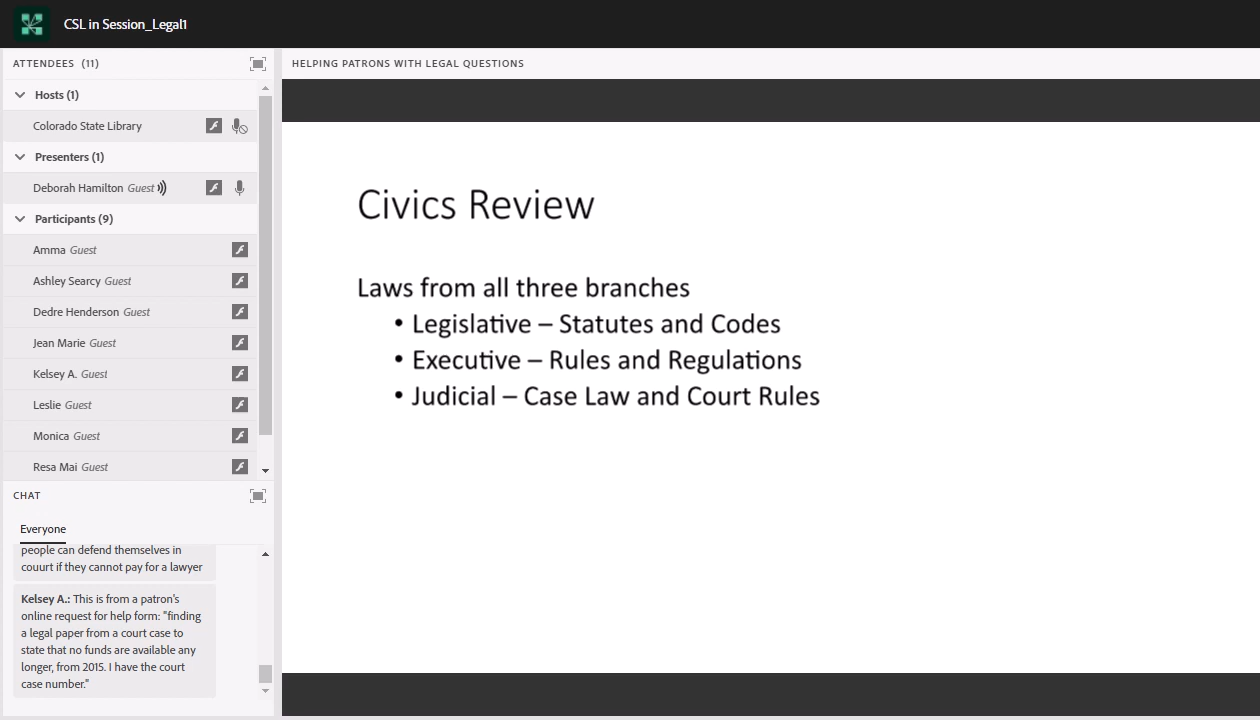 CSL in Session_Legal1
ATTENDEES (11)
Hosts (1)
Colorado State Library
Presenters (1)
Deborah Hamilton Guest
Participants (9)
Amma Guest
Ashley Searcy Guest
Dedre Henderson Guest
Jean Marie Guest
Kelsey A. Guest
Leslie Guest
Monica Guest
Resa Mai Guest
CHAT
Everyone
people can defend themselves in
couurt if they cannot pay for a lawyer
Kelsey A.: This is from a patron's
online request for help form: "finding
a legal paper from a court case to
state that no funds are available any
longer, from 2015. I have the court
case number."
HELPING PATRONS WITH LEGAL QUESTIONS
Civics Review
Laws from all three branches
• Legislative – Statutes and Codes
• Executive – Rules and Regulations
• Judicial – Case Law and Court Rules